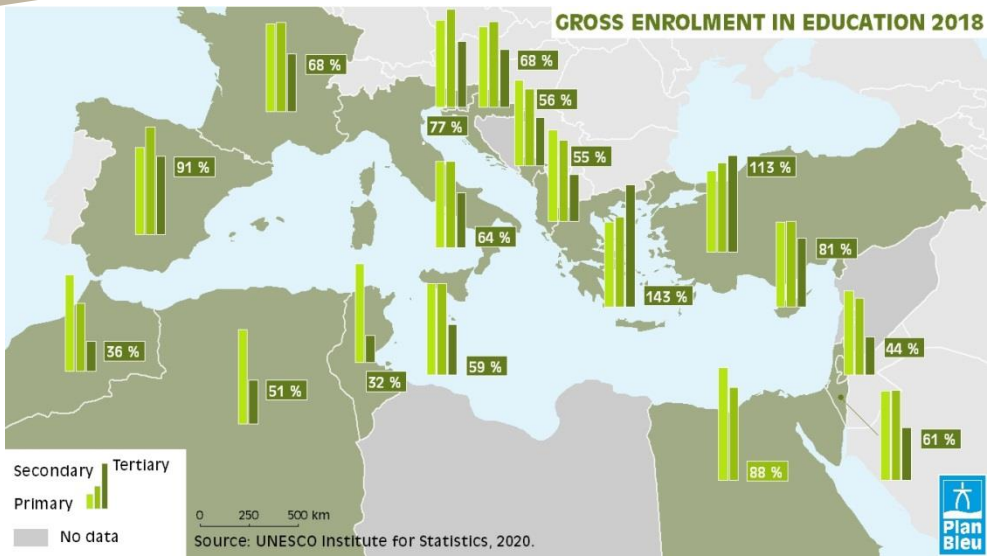 GROSS ENROLMENT IN EDUCATION 2018
68 %
68 %
77 %
56 %
91 %
55 %
113 %
64 %
81 %
143 %
36 %
51 %
32 %
59 %
44 %
88 %
61 %
Secondary
Tertiary
Primary
No data
0 500 km
Source: UNESCO Institute for Statistics, 2020.
Plan
Bleu